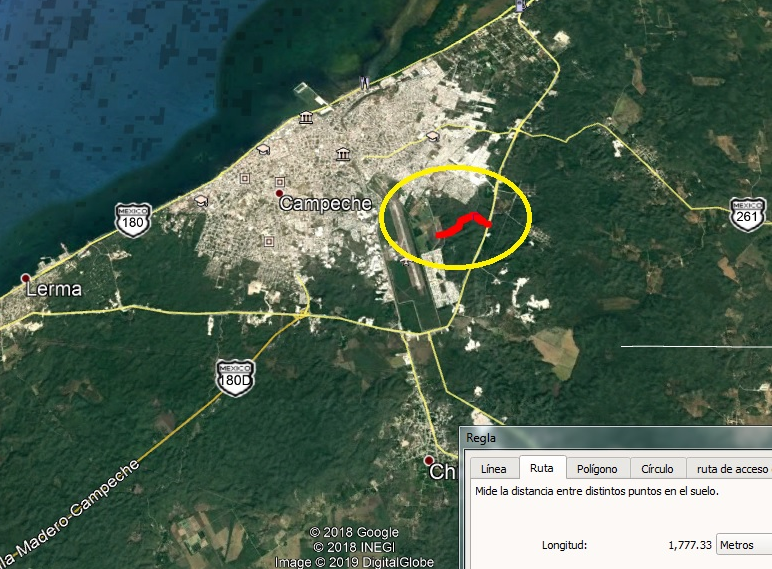 MEXICO
180
Campeche
MEXICO
261
Lerma
MEXICO
180D
Ch
la Madero-Campeche
© 2018 Google
© 2018 INEGI
Image © 2019 DigitalGlobe
Regla
Línea
Ruta
Polígono
Círculo
ruta de acceso
Mide la distancia entre distintos puntos en el suelo.
Longitud:
1,777.33
Metros